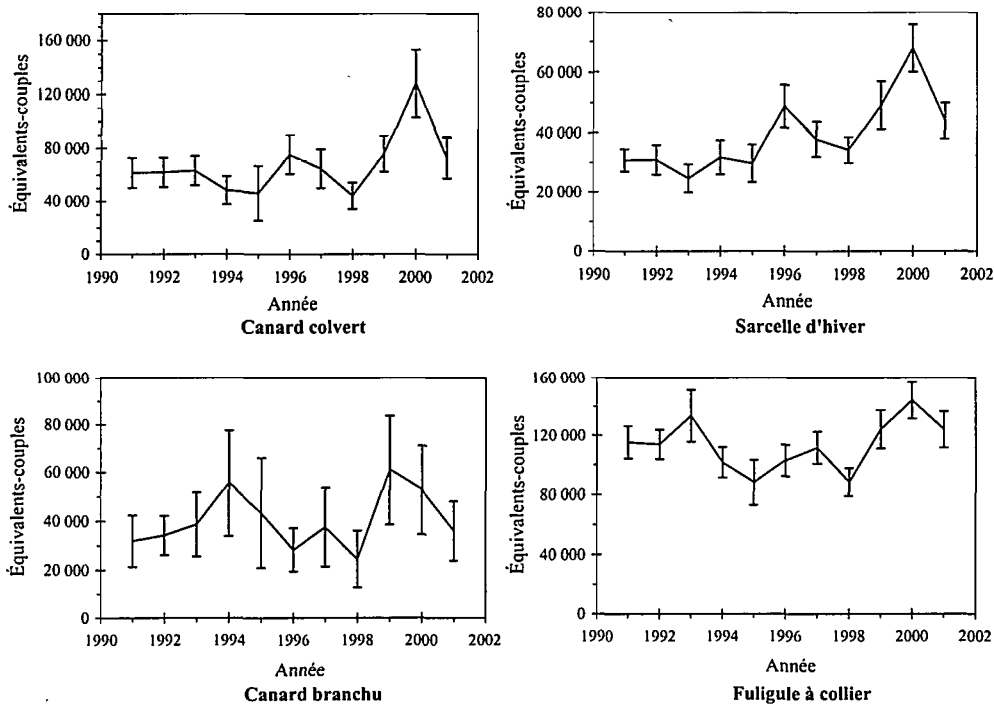 160 000
120 000
80 000
40 000
0
Équivalents-couples
1990 1992 1994 1996 1998 2000 2002
Année
Canard colvert
80 000
60 000
40 000
20 000
0
Équivalents-couples
1990 1992 1994 1996 1998 2000 2002
Année
Sarcelle d'hiver
100 000
80 000
60 000
40 000
20 000
0
Équivalents-couples
1990 1992 1994 1996 1998 2000 2002
Année
Canard branchu
160 000
120 000
80 000
40 000
0
Équivalents-couples
1990 1992 1994 1996 1998 2000 2002
Année
Fuligule à collier